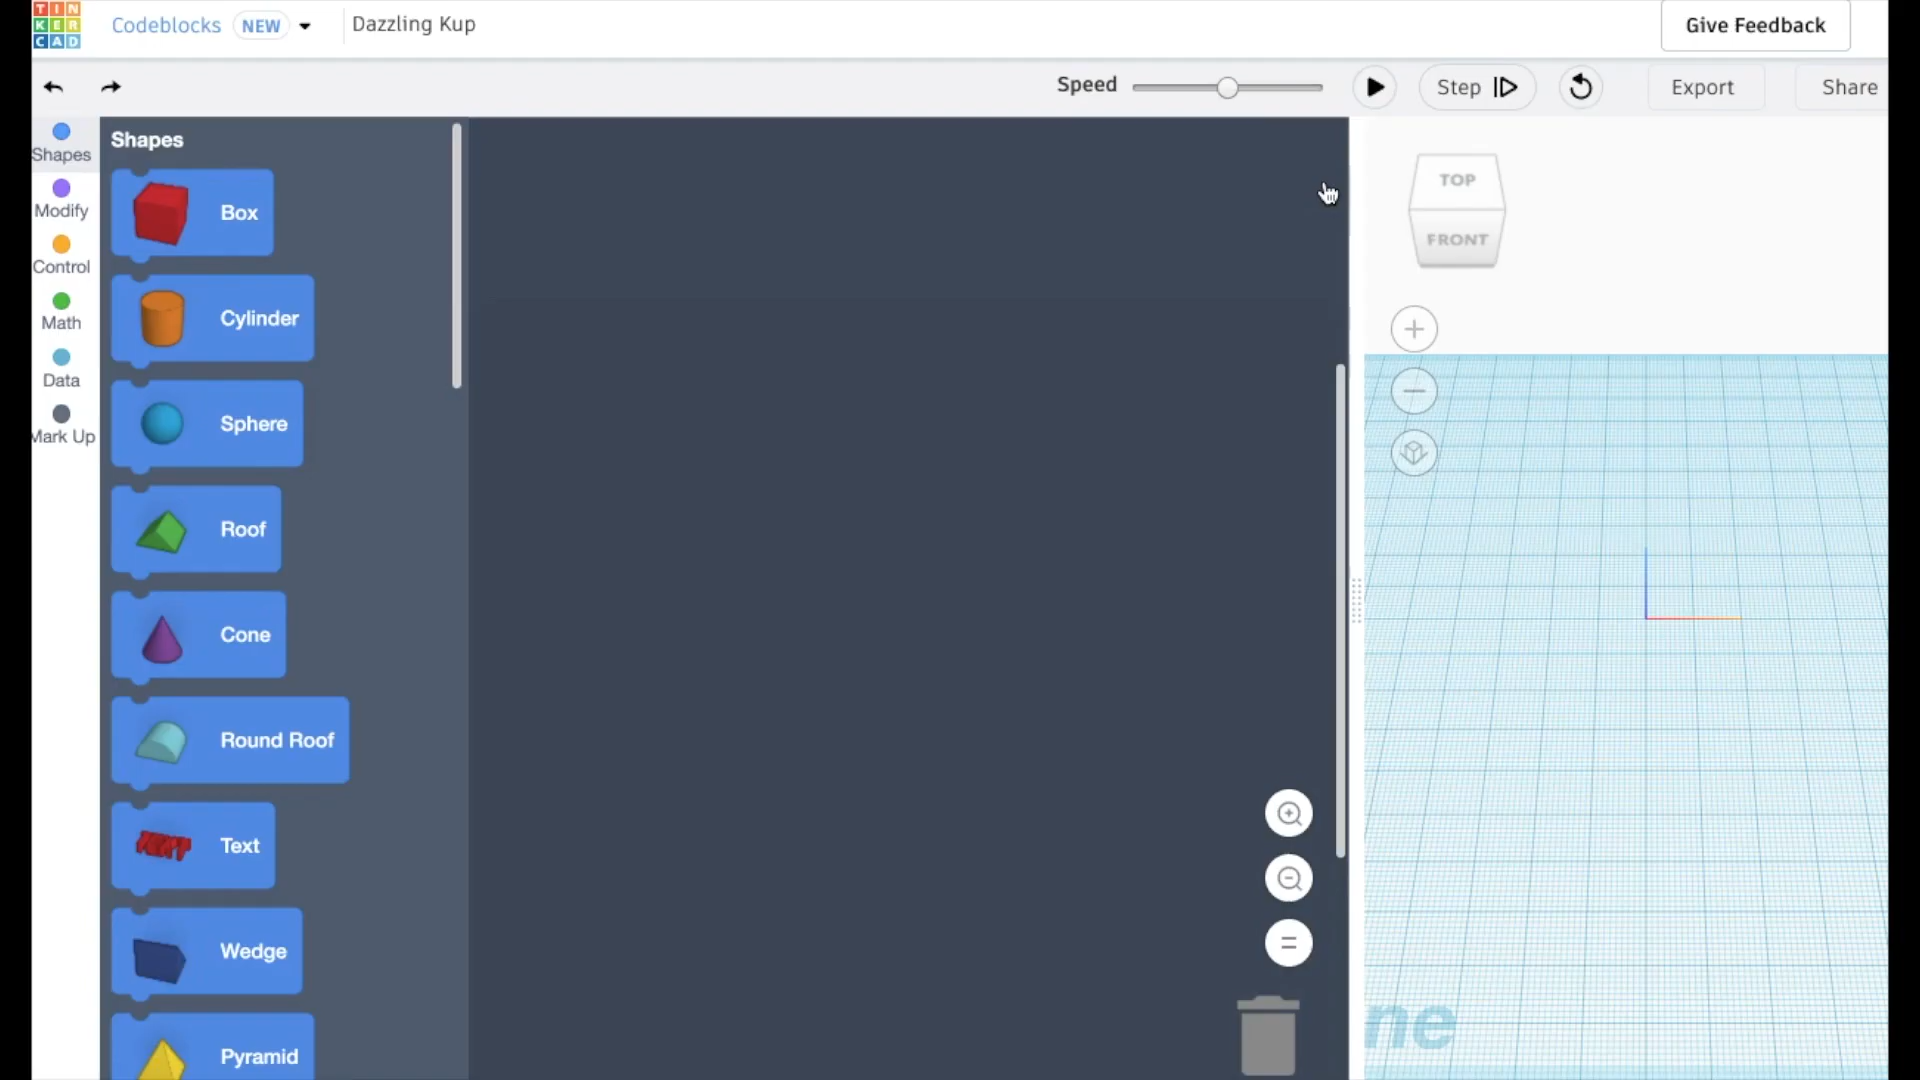 TIN
KER
CAD
Codeblocks NEW
Dazzling Kup
Give Feedback
Speed
Step
Export
Share
Shapes
Modify
Control
Math
Data
Mark Up
Shapes
Box
Cylinder
Sphere
Roof
Cone
Round Roof
Text
Wedge
Pyramid
TOP
FRONT
ne